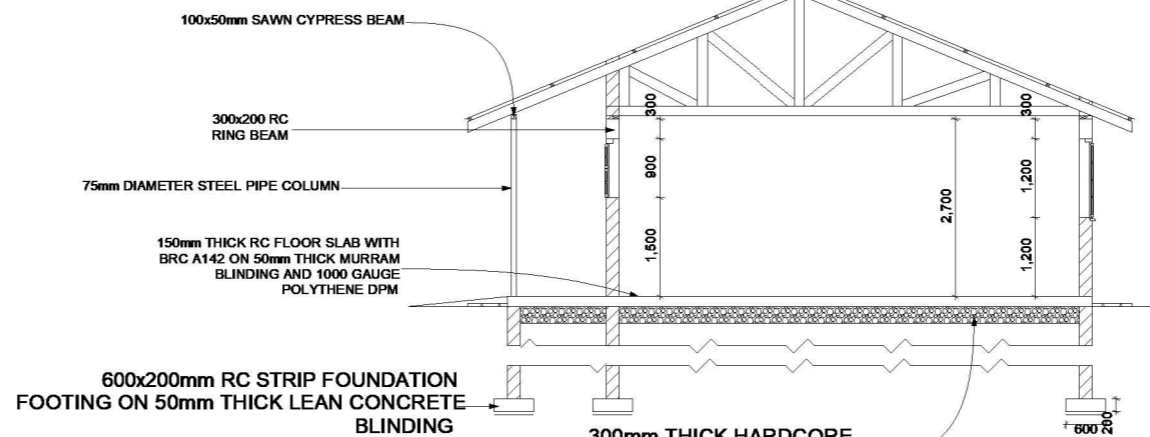 100x50mm SAWN CYPRESS BEAM
300x200 RC
RING BEAM
75mm DIAMETER STEEL PIPE COLUMN
150mm THICK RC FLOOR SLAB WITH
BRC A142 ON 50mm THICK MURRAM
BLINDING AND 1000 GAUGE
POLYTHENE DPM
300
900
1,500
2,700
300
1,200
1,200
600x200mm RC STRIP FOUNDATION
FOOTING ON 50mm THICK LEAN CONCRETE
BLINDING
300mm THICK HARDCORE
600
200